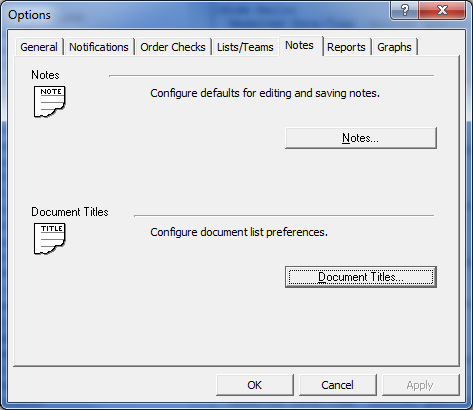 Options
General Notifications Order Checks Lists/Teams Notes Reports Graphs
Notes
NOTE
Configure defaults for editing and saving notes.
Notes...
Document Titles
TITLE
Configure document list preferences.
Document Titles...
OK Cancel Apply